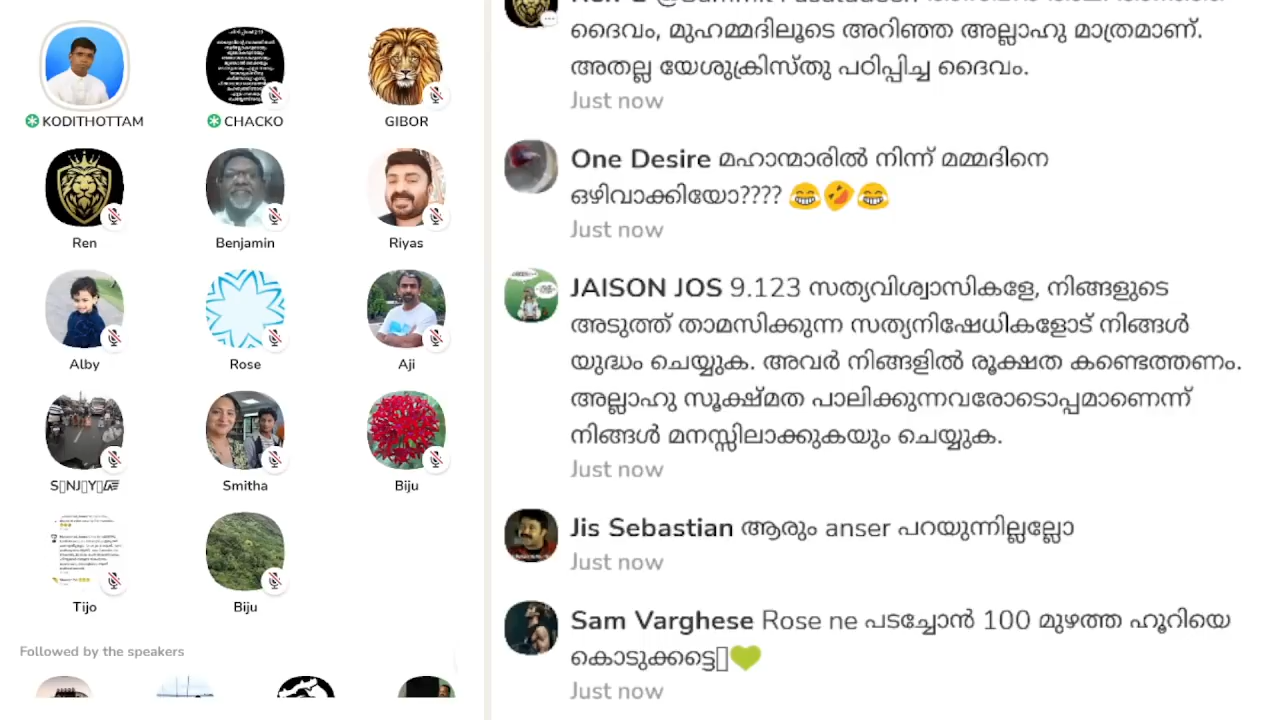 KODITHOTTAM
CHACKO
GIBOR
Ren
Benjamin
Riyas
Alby
Rose
Aji
Smitha
Biju
Tijo
Biju
Followed by the speakers
ദൈവം, മുഹമ്മദിലൂടെ അറിഞ്ഞ അല്ലാഹു മാത്രമാണ്.
അതല്ല യേശുക്രിസ്തു പഠിപ്പിച്ച ദൈവം.
Just now
One Desire മഹാന്മാരിൽ നിന്ന് മമ്മദിനെ
ഒഴിവാക്കിയോ???? 😂🤣😂
Just now
JAISON JOS 9.123 സത്യവിശ്വാസികളേ, നിങ്ങളുടെ
അടുത്ത് താമസിക്കുന്ന സത്യനിഷേധികളോട് നിങ്ങൾ
യുദ്ധം ചെയ്യുക. അവർ നിങ്ങളിൽ രൂക്ഷത കണ്ടെത്തണം.
അല്ലാഹു സൂക്ഷ്മത പാലിക്കുന്നവരോടൊപ്പമാണെന്ന്
നിങ്ങൾ മനസ്സിലാക്കുകയും ചെയ്യുക.
Just now
Jis Sebastian ആരും anser പറയുന്നില്ലല്ലോ
Just now
Sam Varghese Rose ne പടച്ചോൻ 100 മുഴത്ത ഹൂറിയെ
കൊടുക്കട്ടെ💚
Just now